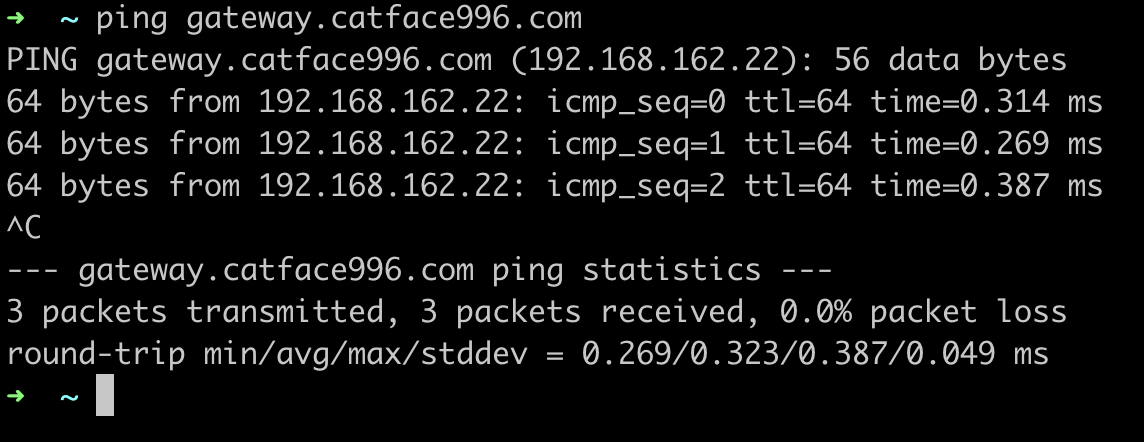 ➜  ~ ping gateway.catface996.com
PING gateway.catface996.com (192.168.162.22): 56 data bytes
64 bytes from 192.168.162.22: icmp_seq=0 ttl=64 time=0.314 ms
64 bytes from 192.168.162.22: icmp_seq=1 ttl=64 time=0.269 ms
64 bytes from 192.168.162.22: icmp_seq=2 ttl=64 time=0.387 ms
^C
--- gateway.catface996.com ping statistics ---
3 packets transmitted, 3 packets received, 0.0% packet loss
round-trip min/avg/max/stddev = 0.269/0.323/0.387/0.049 ms
➜  ~